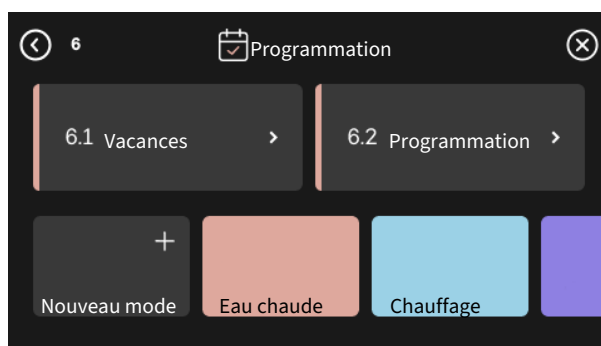 6 Programmation
6.1 Vacances 6.2 Programmation
Nouveau mode Eau chaude Chauffage